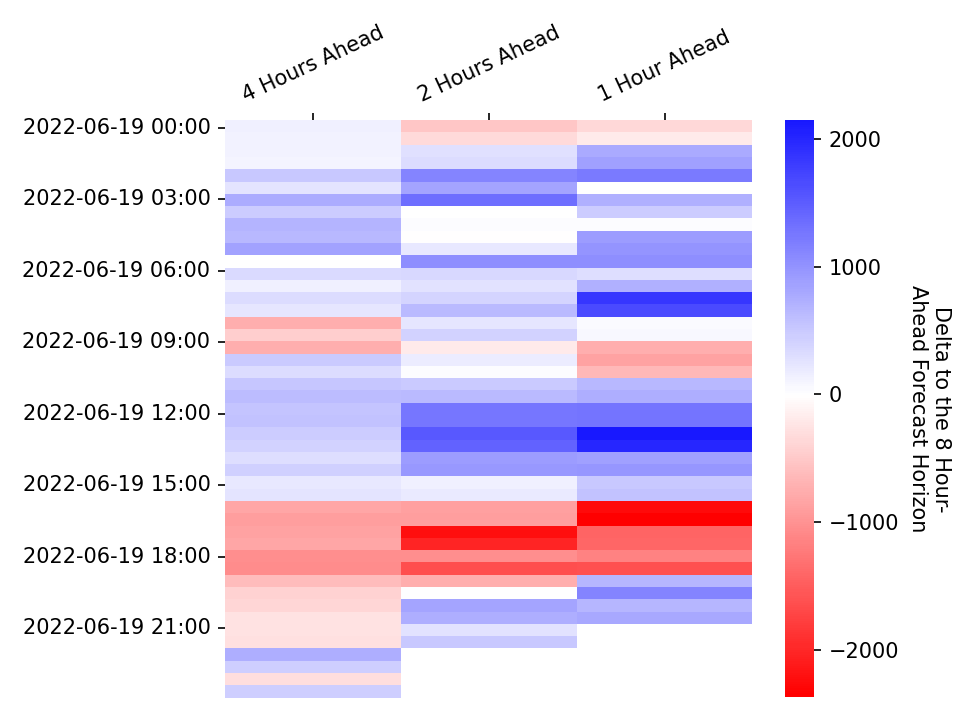 4 Hours Ahead
2 Hours Ahead
1 Hour Ahead
2022-06-19 00:00
2022-06-19 03:00
2022-06-19 06:00
2022-06-19 09:00
2022-06-19 12:00
2022-06-19 15:00
2022-06-19 18:00
2022-06-19 21:00
2000
1000
0
−1000
−2000
Delta to the 8 Hour-
Ahead Forecast Horizon